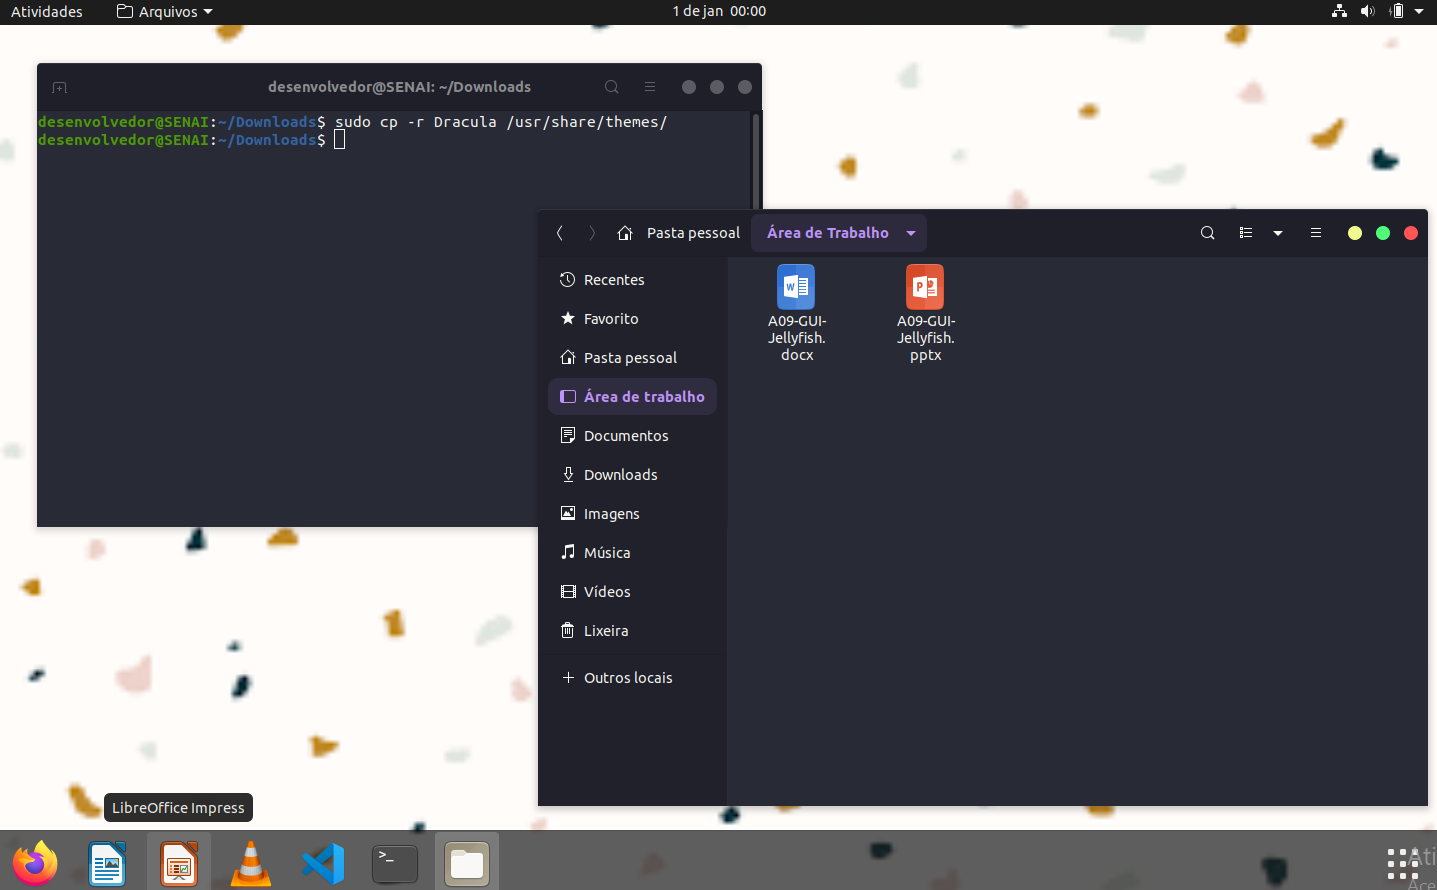 Atividades
Arquivos
1 de jan 00:00
desenvolvedor@SENAI: ~/Downloads
desenvolvedor@SENAI:~/Downloads$ sudo cp -r Dracula /usr/share/themes/
desenvolvedor@SENAI:~/Downloads$
Pasta pessoal
Área de Trabalho
Recentes
Favorito
Pasta pessoal
Área de trabalho
Documentos
Downloads
Imagens
Música
Vídeos
Lixeira
Outros locais
W
A09-GUI-
Jellyfish.
docx
P
A09-GUI-
Jellyfish.
pptx
LibreOffice Impress
>_